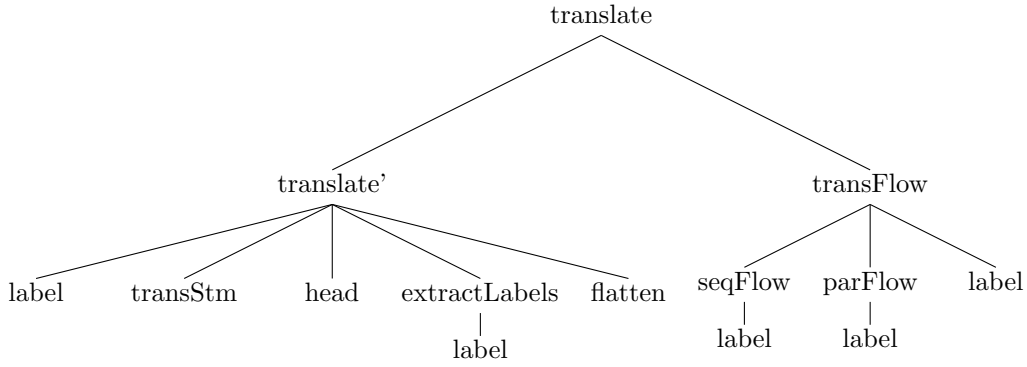 translate
translate'
transFlow
label
transStm
head
extractLabels
flatten
seqFlow
parFlow
label
label
label
label